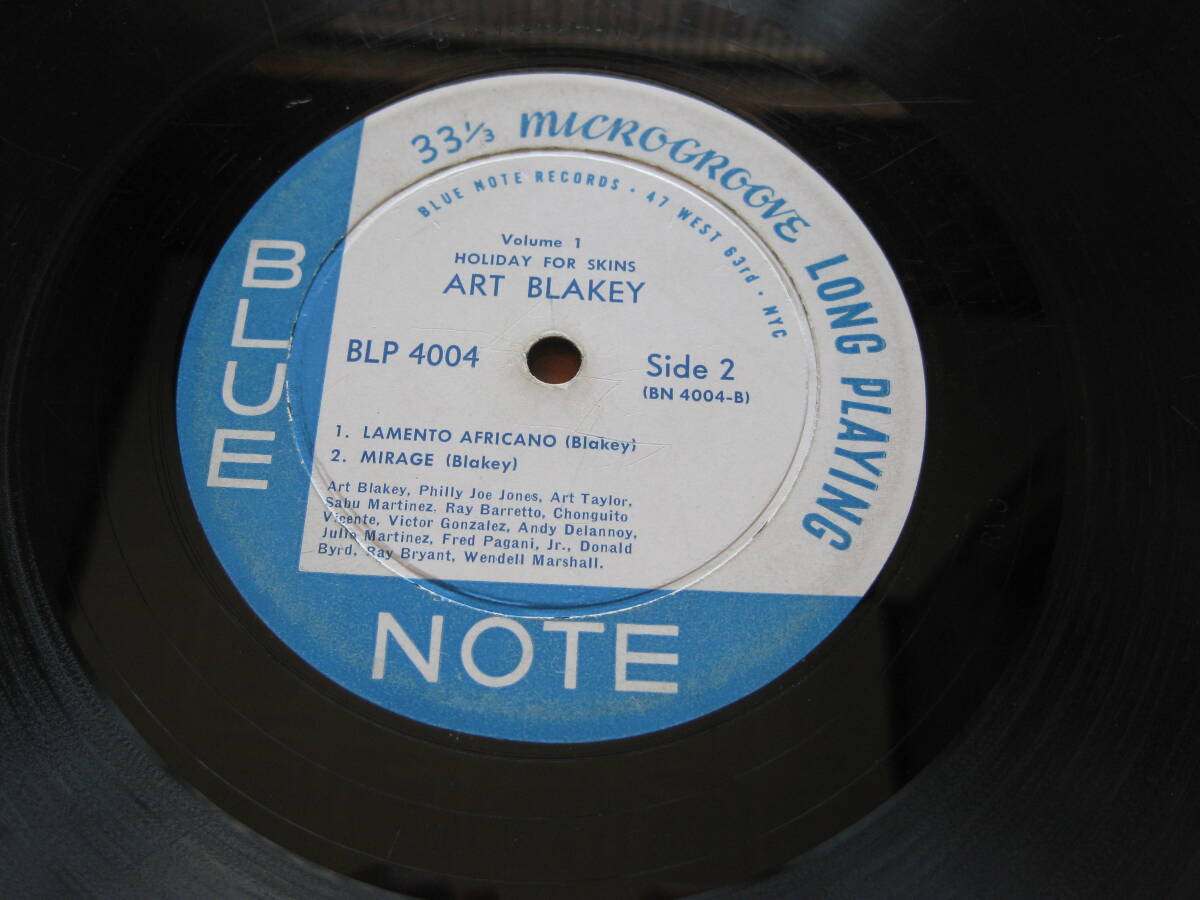 33 1/3 MICROGROOVE LONG PLAYING
BLUE NOTE RECORDS · 47 WEST 63rd · NYC
Volume 1
HOLIDAY FOR SKINS
ART BLAKEY
BLP 4004
Side 2
(BN 4004-B)
1. LAMENTO AFRICANO (Blakey)
2. MIRAGE (Blakey)
Art Blakey, Philly Joe Jones, Art Taylor,
Sabu Martinez, Ray Barretto, Chonguito
Vicente, Victor Gonzalez, Andy Delannoy,
Julio Martinez, Fred Pagani, Jr., Donald
Byrd, Ray Bryant, Wendell Marshall.
BLUE
NOTE